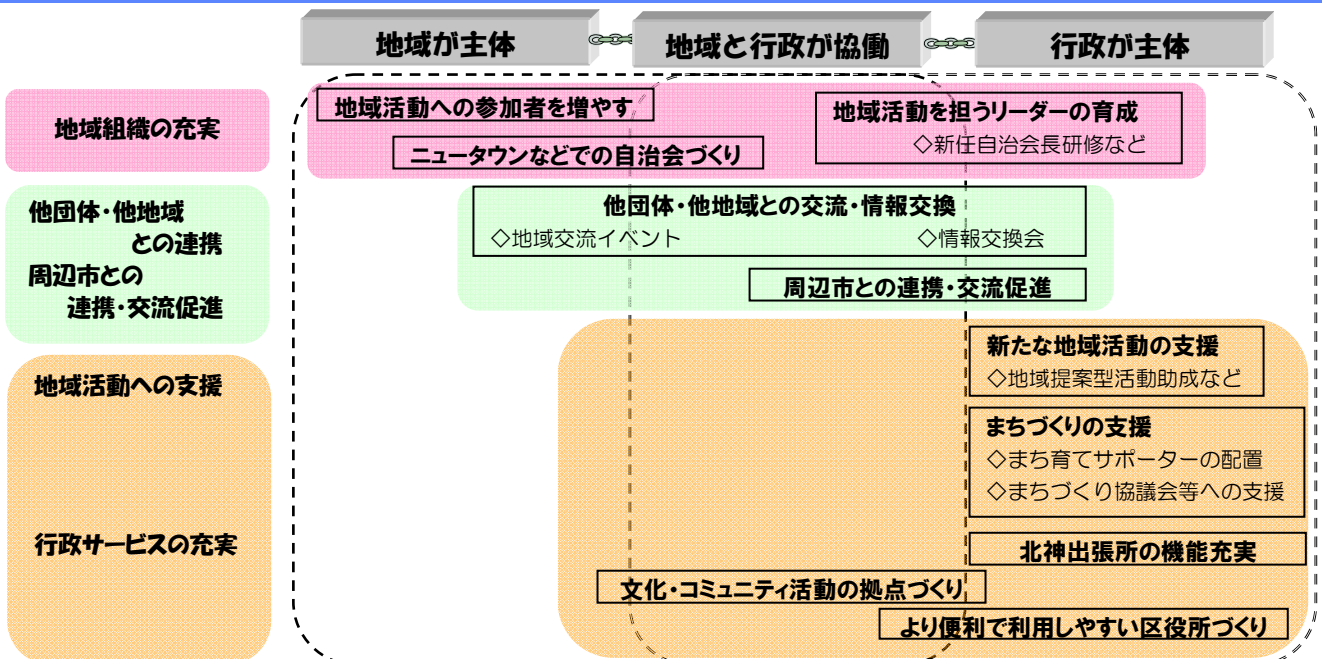 地域が主体
地域と行政が協働
行政が主体
地域組織の充実
地域活動への参加者を増やす
ニュータウンなどでの自治会づくり
地域活動を担うリーダーの育成
◇新任自治会長研修など
他団体・他地域
との連携
周辺市との
連携・交流促進
他団体・他地域との交流・情報交換
◇地域交流イベント
◇情報交換会
周辺市との連携・交流促進
地域活動への支援
新たな地域活動の支援
◇地域提案型活動助成など
まちづくりの支援
◇まち育てサポーターの配置
◇まちづくり協議会等への支援
行政サービスの充実
北神出張所の機能充実
文化・コミュニティ活動の拠点づくり
より便利で利用しやすい区役所づくり